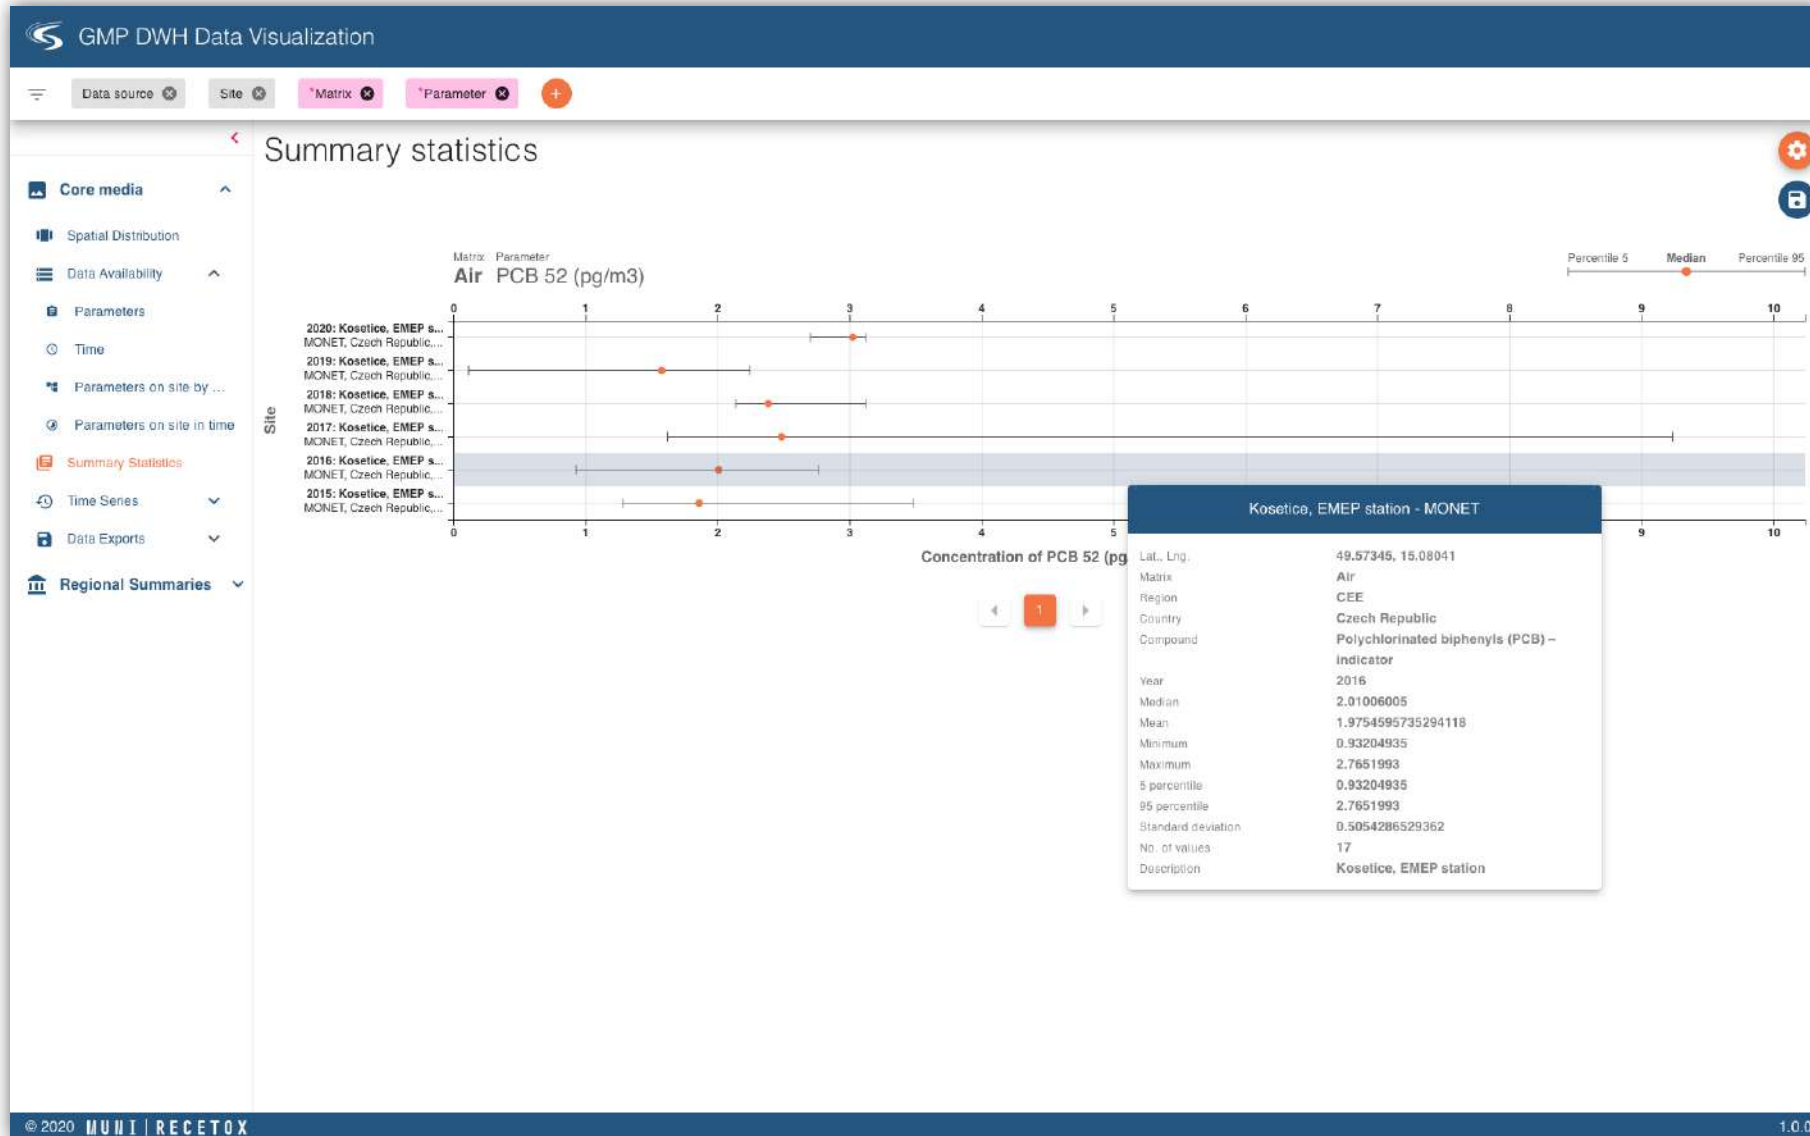 GMP DWH Data Visualization
Data source
Site
*Matrix
*Parameter
Summary statistics
Core media
Spatial Distribution
Data Availability
Parameters
Time
Parameters on site by ...
Parameters on site in time
Summary Statistics
Time Series
Data Exports
Regional Summaries
Matrix Parameter
Air PCB 52 (pg/m3)
Percentile 5 Median Percentile 95
0 1 2 3 4 5 6 7 8 9 10
Site
2020: Kosetice, EMEP s...
MONET, Czech Republic,...
2019: Kosetice, EMEP s...
MONET, Czech Republic,...
2018: Kosetice, EMEP s...
MONET, Czech Republic,...
2017: Kosetice, EMEP s...
MONET, Czech Republic,...
2016: Kosetice, EMEP s...
MONET, Czech Republic,...
2015: Kosetice, EMEP s...
MONET, Czech Republic,...
0 1 2 3 4 5 9 10
Concentration of PCB 52 (pg
1
Kosetice, EMEP station - MONET
Lat., Lng. 49.57345, 15.08041
Matrix Air
Region CEE
Country Czech Republic
Compound Polychlorinated biphenyls (PCB) –
indicator
Year 2016
Median 2.01006005
Mean 1.9754595735294118
Minimum 0.93204935
Maximum 2.7651993
5 percentile 0.93204935
95 percentile 2.7651993
Standard deviation 0.5054286529362
No. of values 17
Description Kosetice, EMEP station
© 2020 MUNI | RECETOX
1.0.0